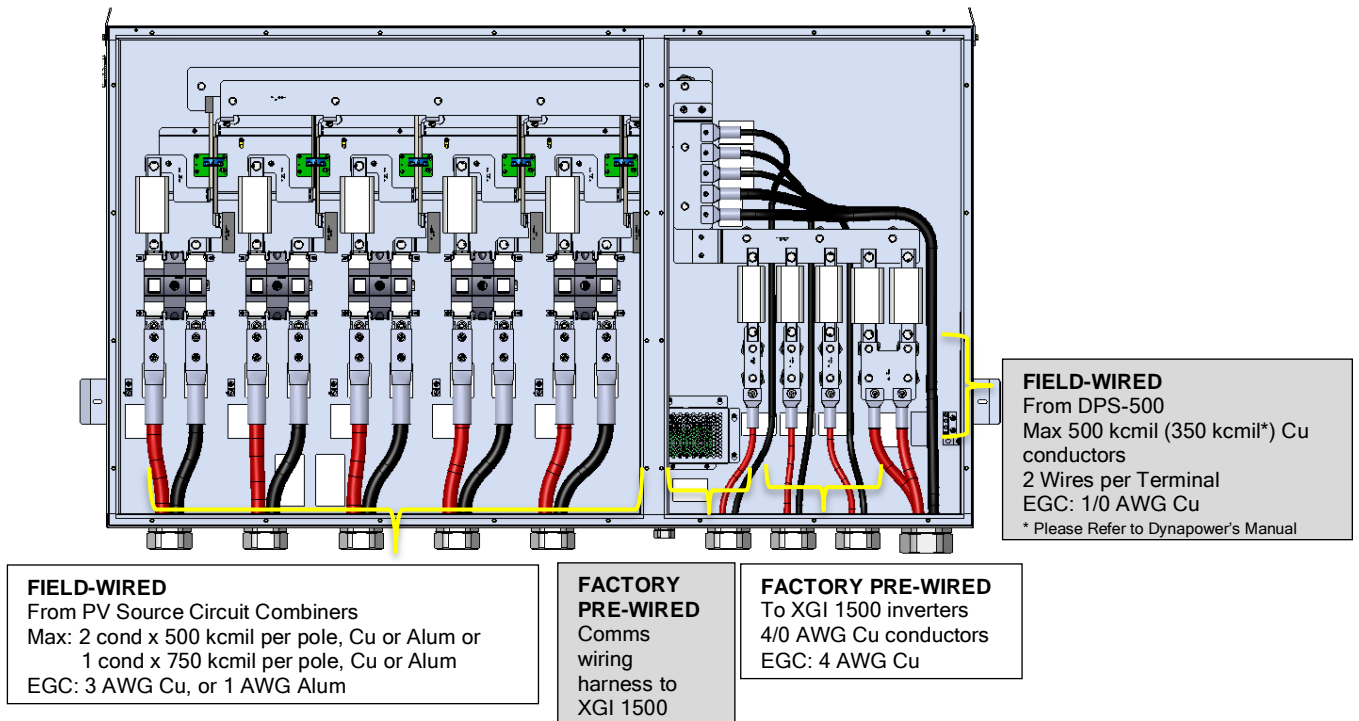 FIELD-WIRED
From DPS-500
Max 500 kcmil (350 kcmil*) Cu
conductors
2 Wires per Terminal
EGC: 1/0 AWG Cu
* Please Refer to Dynapower's Manual
FIELD-WIRED
From PV Source Circuit Combiners
Max: 2 cond x 500 kcmil per pole, Cu or Alum or
1 cond x 750 kcmil per pole, Cu or Alum
EGC: 3 AWG Cu, or 1 AWG Alum
FACTORY
PRE-WIRED
Comms
wiring
harness to
XGI 1500
FACTORY PRE-WIRED
To XGI 1500 inverters
4/0 AWG Cu conductors
EGC: 4 AWG Cu